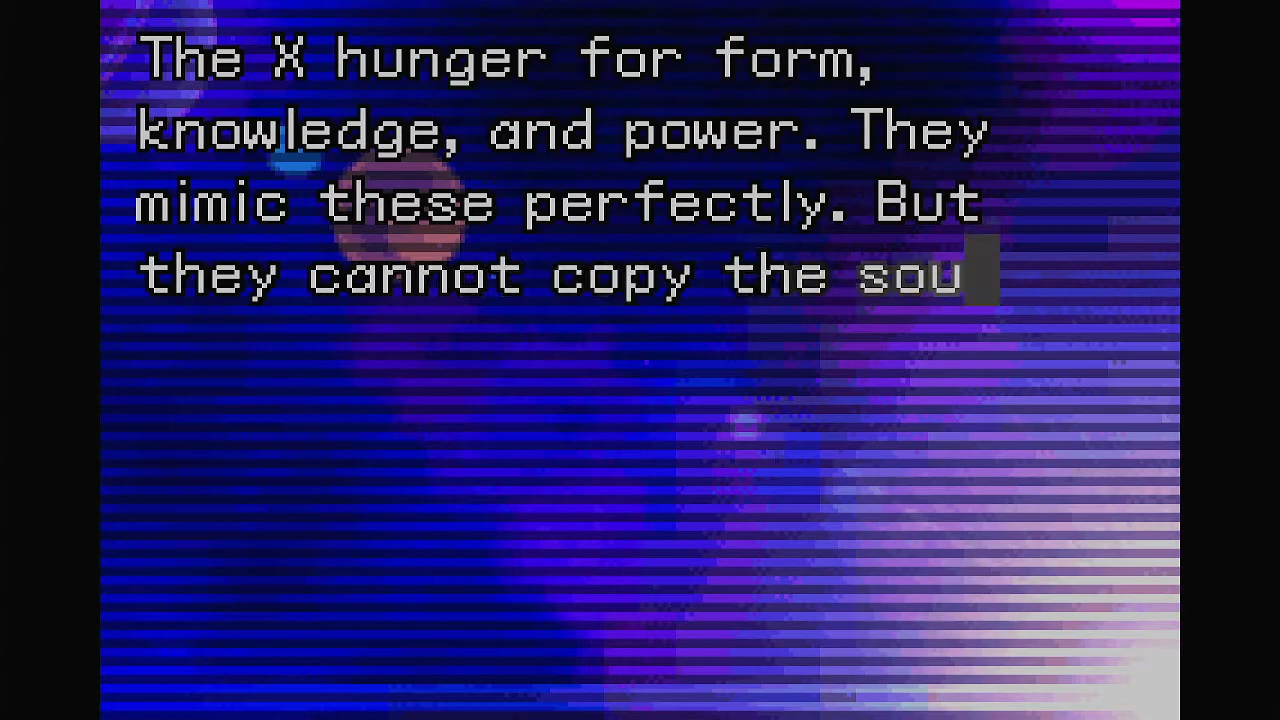 The X hunger for form,
knowledge, and power. They
mimic these perfectly. But
they cannot copy the sou